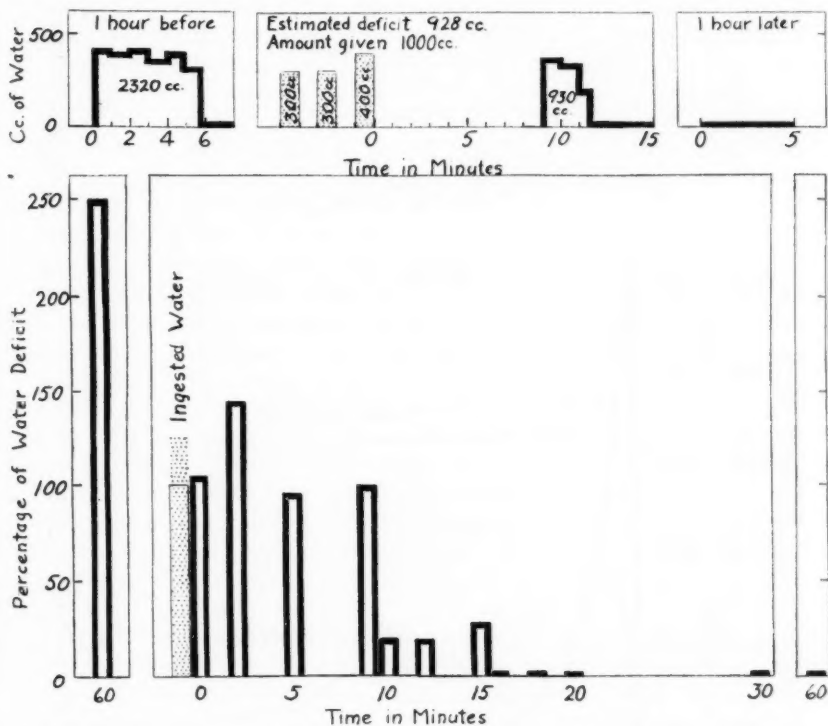 1 hour before
Estimated deficit 928 cc.
Amount given 1000cc.
1 hour later
Cc. of Water
500
0
2320 cc.
300cc
300cc
400cc
930
cc.
0 2 4 6
0 5 10 15
0 5
Time in Minutes
Percentage of Water Deficit
250
200
150
100
50
0
Ingested Water
60
0 5 10 15 20 30
60
Time in Minutes